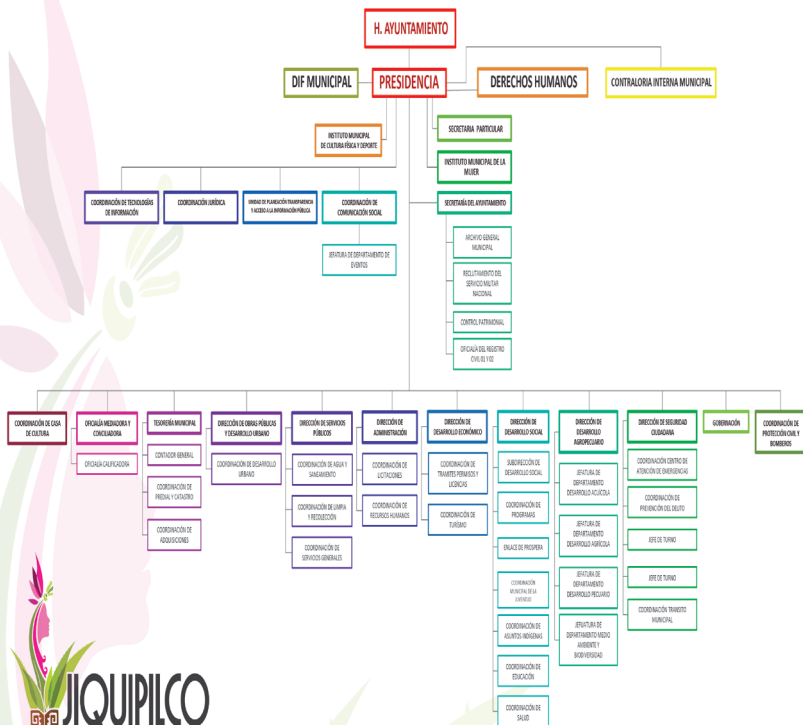 H. AYUNTAMIENTO
DIF MUNICIPAL
PRESIDENCIA
DERECHOS HUMANOS
CONTRALORIA INTERNA MUNICIPAL
INSTITUTO MUNICIPAL
DE CULTURA FÍSICA Y DEPORTE
SECRETARIA PARTICULAR
INSTITUTO MUNICIPAL DE LA
MUJER
COORDINACIÓN DE TECNOLOGÍAS
DE INFORMACIÓN
COORDINACIÓN JURÍDICA
UNIDAD DE PLANEACIÓN TRANSPARENCIA
Y ACCESO A LA INFORMACIÓN PÚBLICA
COORDINACIÓN DE
COMUNICACIÓN SOCIAL
SECRETARÍA DEL AYUNTAMIENTO
JEFATURA DE DEPARTAMENTO DE
EVENTOS
ARCHIVO GENERAL
MUNICIPAL
RECLUTAMIENTO DEL
SERVICIO MILITAR
NACIONAL
CONTROL PATRIMONIAL
OFICIALÍA DEL REGISTRO
CIVIL 01 Y 02
COORDINACIÓN DE CASA
DE CULTURA
OFICIALÍA MEDIADORA Y
CONCILIADORA
OFICIALÍA CALIFICADORA
TESORERÍA MUNICIPAL
CONTADOR GENERAL
COORDINACIÓN DE
PREDIAL Y CATASTRO
COORDINACIÓN DE
ADQUISICIONES
DIRECCIÓN DE OBRAS PÚBLICAS
Y DESARROLLO URBANO
COORDINACIÓN DE DESARROLLO
URBANO
DIRECCIÓN DE SERVICIOS
PÚBLICOS
COORDINACIÓN DE AGUA Y
SANEAMIENTO
COORDINACIÓN DE LIMPIA
Y RECOLECCIÓN
COORDINACIÓN DE
SERVICIOS GENERALES
DIRECCIÓN DE
ADMINISTRACIÓN
COORDINACIÓN DE
LICITACIONES
COORDINACIÓN DE
RECURSOS HUMANOS
DIRECCIÓN DE
DESARROLLO ECONÓMICO
COORDINACIÓN DE
TRAMITES PERMISOS Y
LICENCIAS
COORDINACIÓN DE
TURISMO
DIRECCIÓN DE
DESARROLLO SOCIAL
SUBDIRECCIÓN DE
DESARROLLO SOCIAL
COORDINACIÓN DE
PROGRAMAS
ENLACE DE PROSPERA
COORDINACIÓN
MUNICIPAL DE LA
JUVENTUD
COORDINACIÓN DE
ASUNTOS INDIGENAS
COORDINACIÓN DE
EDUCACIÓN
COORDINACIÓN DE
SALUD
DIRECCIÓN DE
DESARROLLO
AGROPECUARIO
JEFATURA DE
DEPARTAMENTO
DESARROLLO ACUÍCOLA
JEFATURA DE
DEPARTAMENTO
DESARROLLO AGRÍCOLA
JEFATURA DE
DEPARTAMENTO
DESARROLLO PECUARIO
JEFUATURA DE
DEPARTAMENTO MEDIO
AMBIENTE Y
BIODIVERSIDAD
DIRECCIÓN DE SEGURIDAD
CIUDADANA
COORDINACIÓN CENTRO DE
ATENCIÓN DE EMERGENCIAS
COORDINACIÓN DE
PREVENCIÓN DEL DELITO
JEFE DE TURNO
JEFE DE TURNO
COORDINACIÓN TRANSITO
MUNICIPAL
GOBERNACIÓN
COORDINACIÓN DE
PROTECCIÓN CIVIL Y
BOMBEROS
JIQUIPILCO